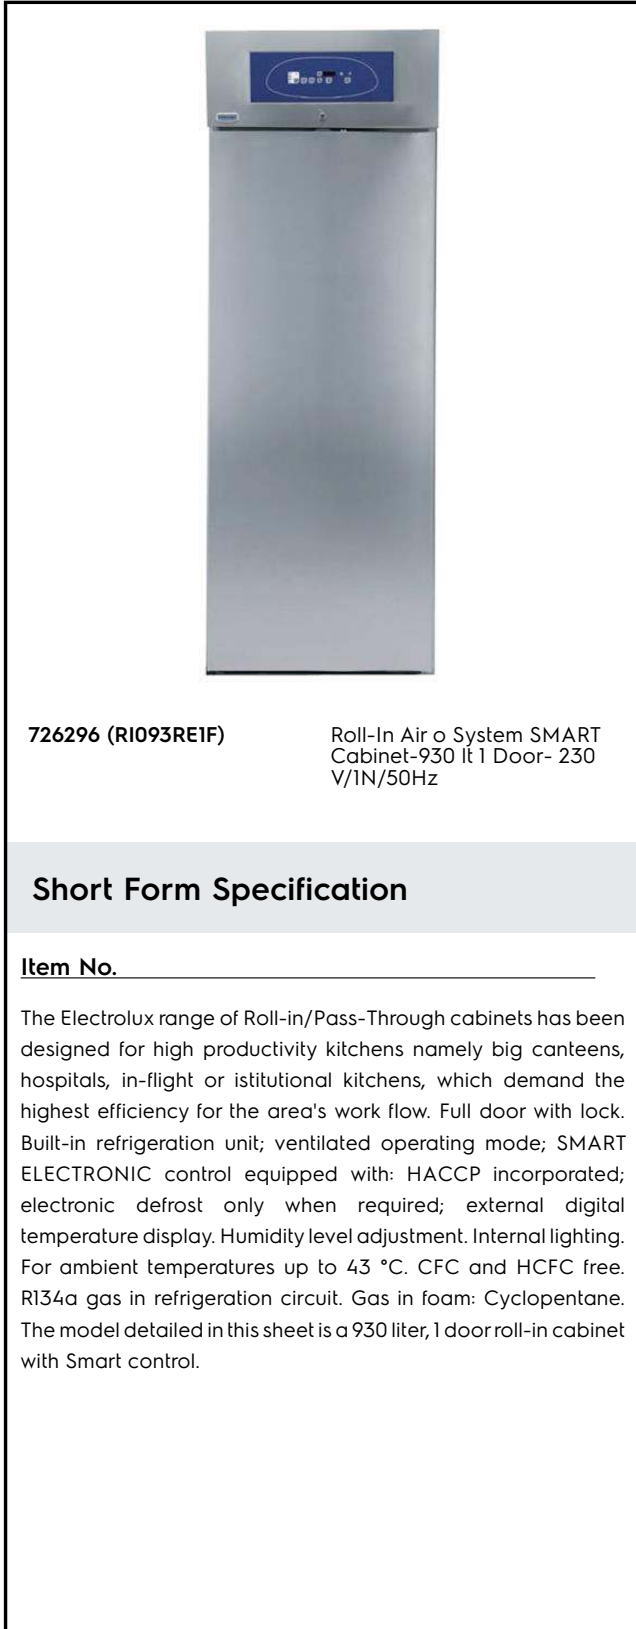 726296 (RI093RE1F)
Roll-In Air o System SMART
Cabinet-930 lt 1 Door- 230
V/1N/50Hz
Short Form Specification
Item No.
The Electrolux range of Roll-in/Pass-Through cabinets has been
designed for high productivity kitchens namely big canteens,
hospitals, in-flight or istitutional kitchens, which demand the
highest efficiency for the area's work flow. Full door with lock.
Built-in refrigeration unit; ventilated operating mode; SMART
ELECTRONIC control equipped with: HACCP incorporated;
electronic defrost only when required; external digital
temperature display. Humidity level adjustment. Internal lighting.
For ambient temperatures up to 43 °C. CFC and HCFC free.
R134a gas in refrigeration circuit. Gas in foam: Cyclopentane.
The model detailed in this sheet is a 930 liter, 1 door roll-in cabinet
with Smart control.